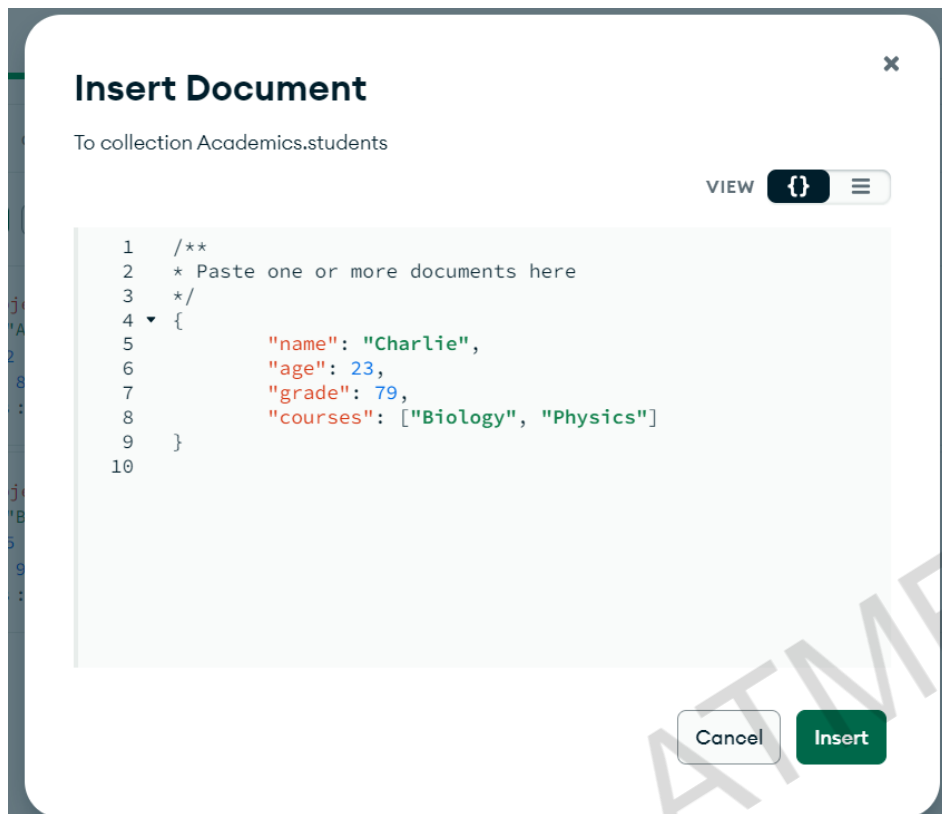 Insert Document
To collection Academics.students
VIEW {}
1 /**
2 * Paste one or more documents here
3 */
4 {
5 "name": "Charlie",
6 "age": 23,
7 "grade": 79,
8 "courses": ["Biology", "Physics"]
9 }
10
Cancel Insert